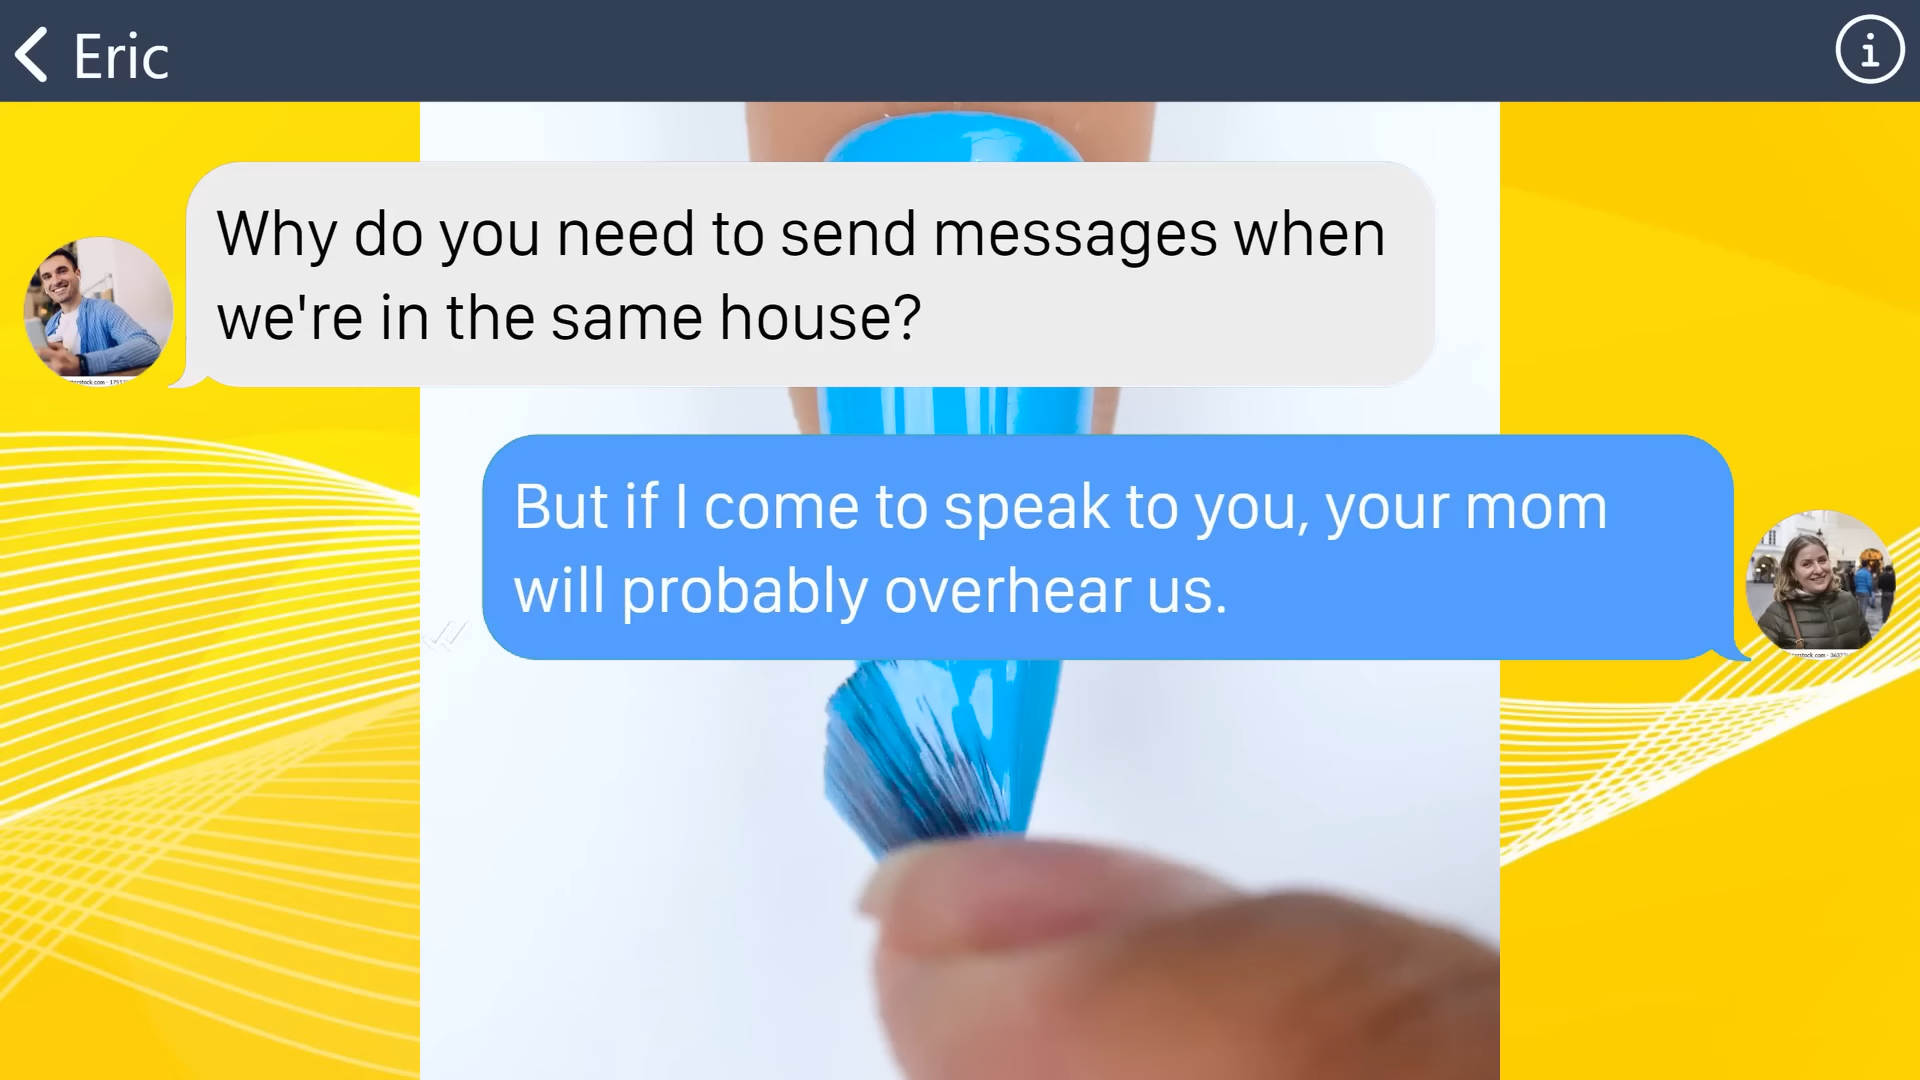 Eric
Why do you need to send messages when
we're in the same house?
But if I come to speak to you, your mom
will probably overhear us.